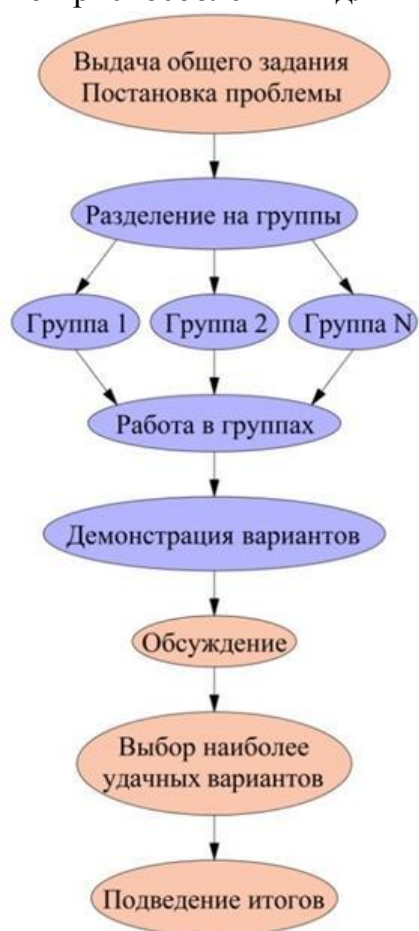 Выдача общего задания
Постановка проблемы
Разделение на группы
Группа 1
Группа 2
Группа N
Работа в группах
Демонстрация вариантов
Обсуждение
Выбор наиболее
удачных вариантов
Подведение итогов